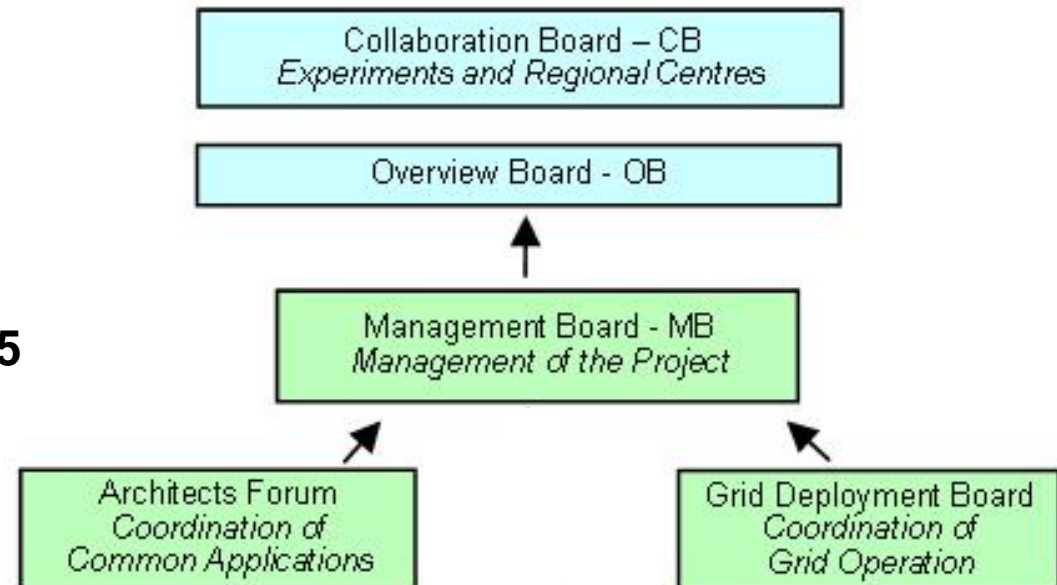 Collaboration Board – CB
Experiments and Regional Centres
Overview Board - OB
5
Management Board - MB
Management of the Project
Architects Forum
Coordination of
Common Applications
Grid Deployment Board
Coordination of
Grid Operation